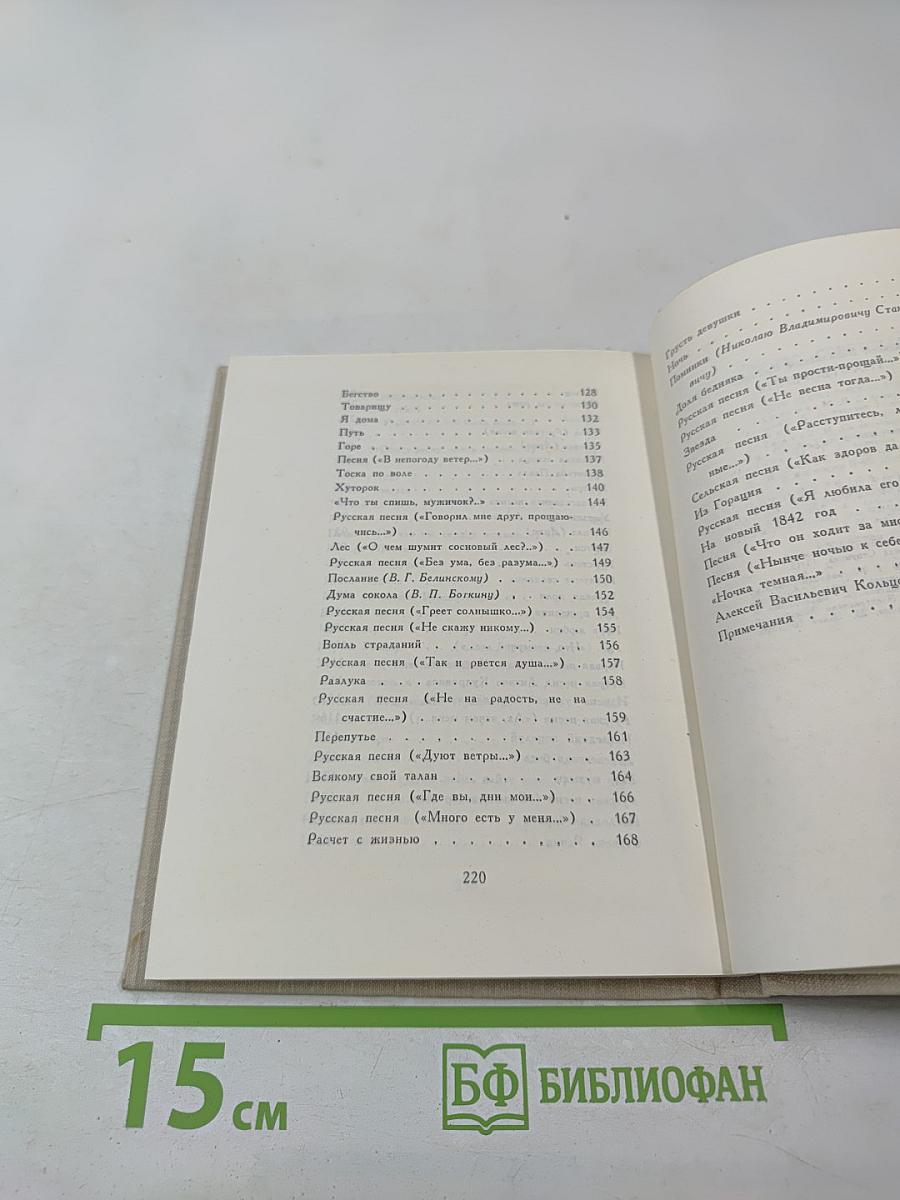 Бегство . . . . . . . . . . . . . . 128
Товарищу . . . . . . . . . . . . . 130
Я дома . . . . . . . . . . . . . . 132
Путь . . . . . . . . . . . . . . . 133
Горе . . . . . . . . . . . . . . . 135
Песня («В непогоду ветер...») . . . . . . 137
Тоска по воле . . . . . . . . . . . . 138
Хуторок . . . . . . . . . . . . . . 140
«Что ты спишь, мужичок?..» . . . . . . . 144
Русская песня («Говорил мне друг, прощаю-
чись...») . . . . . . . . . . . . . 146
Лес («О чем шумит сосновый лес?..») . . 147
Русская песня («Без ума, без разума...») . 149
Послание (В. Г. Белинскому) . . . . . . 150
Дума сокола (В. П. Боткину) . . . . . . 152
Русская песня («Греет солнышко...») . . . 154
Русская песня («Не скажу никому...) . . . 155
Вопль страданий . . . . . . . . . . . 156
Русская песня («Так и рвется душа...») . 157
Разлука . . . . . . . . . . . . . . 158
Русская песня («Не на радость, не на
счастие...») . . . . . . . . . . . . 159
Перепутье . . . . . . . . . . . . . 161
Русская песня («Дуют ветры...») . . . . 163
Всякому свой талан . . . . . . . . . 164
Русская песня («Где вы, дни мои...») . . 166
Русская песня («Много есть у меня...») . 167
Расчет с жизнью . . . . . . . . . . 168
220
Грусть девушки . . . . . . . . .
Ночь . . . . . . . . . . .
Поминки (Николаю Владимировичу Стан
вичу) . . . . . . . . . .
Доля бедняка . . . . . . . .
Русская песня («Ты прости-прощай...»
Русская песня («Не весна тогда...»)
Звезда . . . . . . . . . .
Русская песня («Расступитесь, л
ные...») . . . . . . . .
Сельская песня («Как здоров да
Из Горация . . . . . . . .
Русская песня («Я любила его
На новый 1842 год . . .
Песня («Что он ходит за мно
Песня («Нынче ночью к себе
«Ночка темная...» . . . . .
Алексей Васильевич Кольцо
Примечания . . . . . .
15 см
БФ БИБЛИОФАН